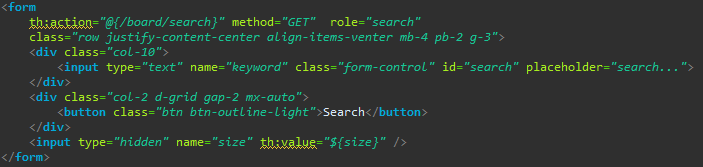 <form
th:action="@{/board/search}" method="GET" role="search"
class="row justify-content-center align-items-venter mb-4 pb-2 g-3">
<div class="col-10">
<input type="text" name="keyword" class="form-control" id="search" placeholder="search...">
</div>
<div class="col-2 d-grid gap-2 mx-auto">
<button class="btn btn-outline-light">Search</button>
</div>
<input type="hidden" name="size" th:value="${size}" />
</form>